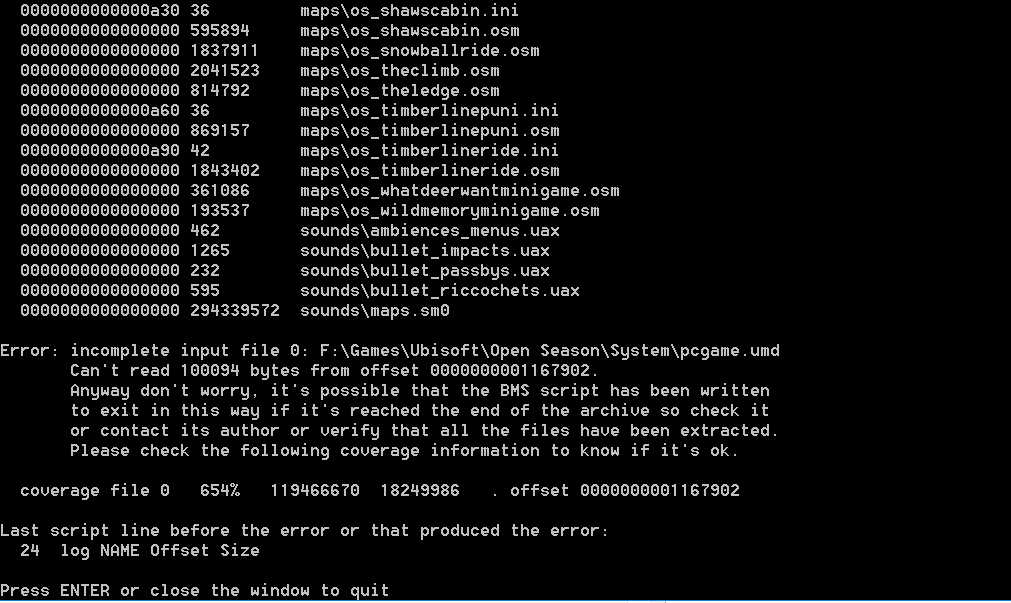 0000000000000a30 36 maps\os_shawscabin.ini
0000000000000000 595894 maps\os_shawscabin.osm
0000000000000000 1837911 maps\os_snowballride.osm
0000000000000000 2041523 maps\os_theclimb.osm
0000000000000000 814792 maps\os_theledge.osm
0000000000000a60 36 maps\os_timberlinepuni.ini
0000000000000000 869157 maps\os_timberlinepuni.osm
0000000000000a90 42 maps\os_timberlineride.ini
0000000000000000 1843402 maps\os_timberlineride.osm
0000000000000000 361086 maps\os_whatdeerwantminigame.osm
0000000000000000 193537 maps\os_wildmemoryminigame.osm
0000000000000000 462 sounds\ambiences_menus.uax
0000000000000000 1265 sounds\bullet_impacts.uax
0000000000000000 232 sounds\bullet_passbys.uax
0000000000000000 595 sounds\bullet_riccochets.uax
0000000000000000 294339572 sounds\maps.sm0
Error: incomplete input file 0: F:\Games\Ubisoft\Open Season\System\pcgame.umd
Can't read 100094 bytes from offset 0000000001167902.
Anyway don't worry, it's possible that the BMS script has been written
to exit in this way if it's reached the end of the archive so check it
or contact its author or verify that all the files have been extracted.
Please check the following coverage information to know if it's ok.
coverage file 0 654% 119466670 18249986 . offset 0000000001167902
Last script line before the error or that produced the error:
24 log NAME Offset Size
Press ENTER or close the window to quit